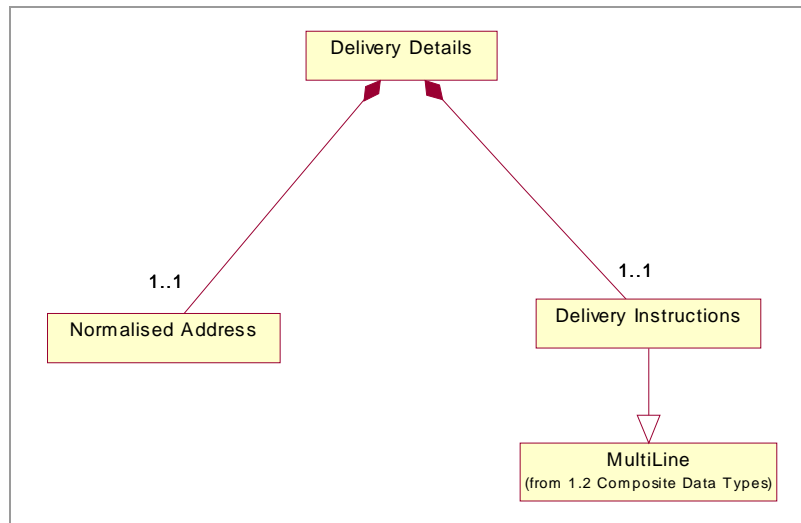 Delivery Details
1..1
1..1
Normalised Address
Delivery Instructions
MultiLine
(from 1.2 Composite Data Types)